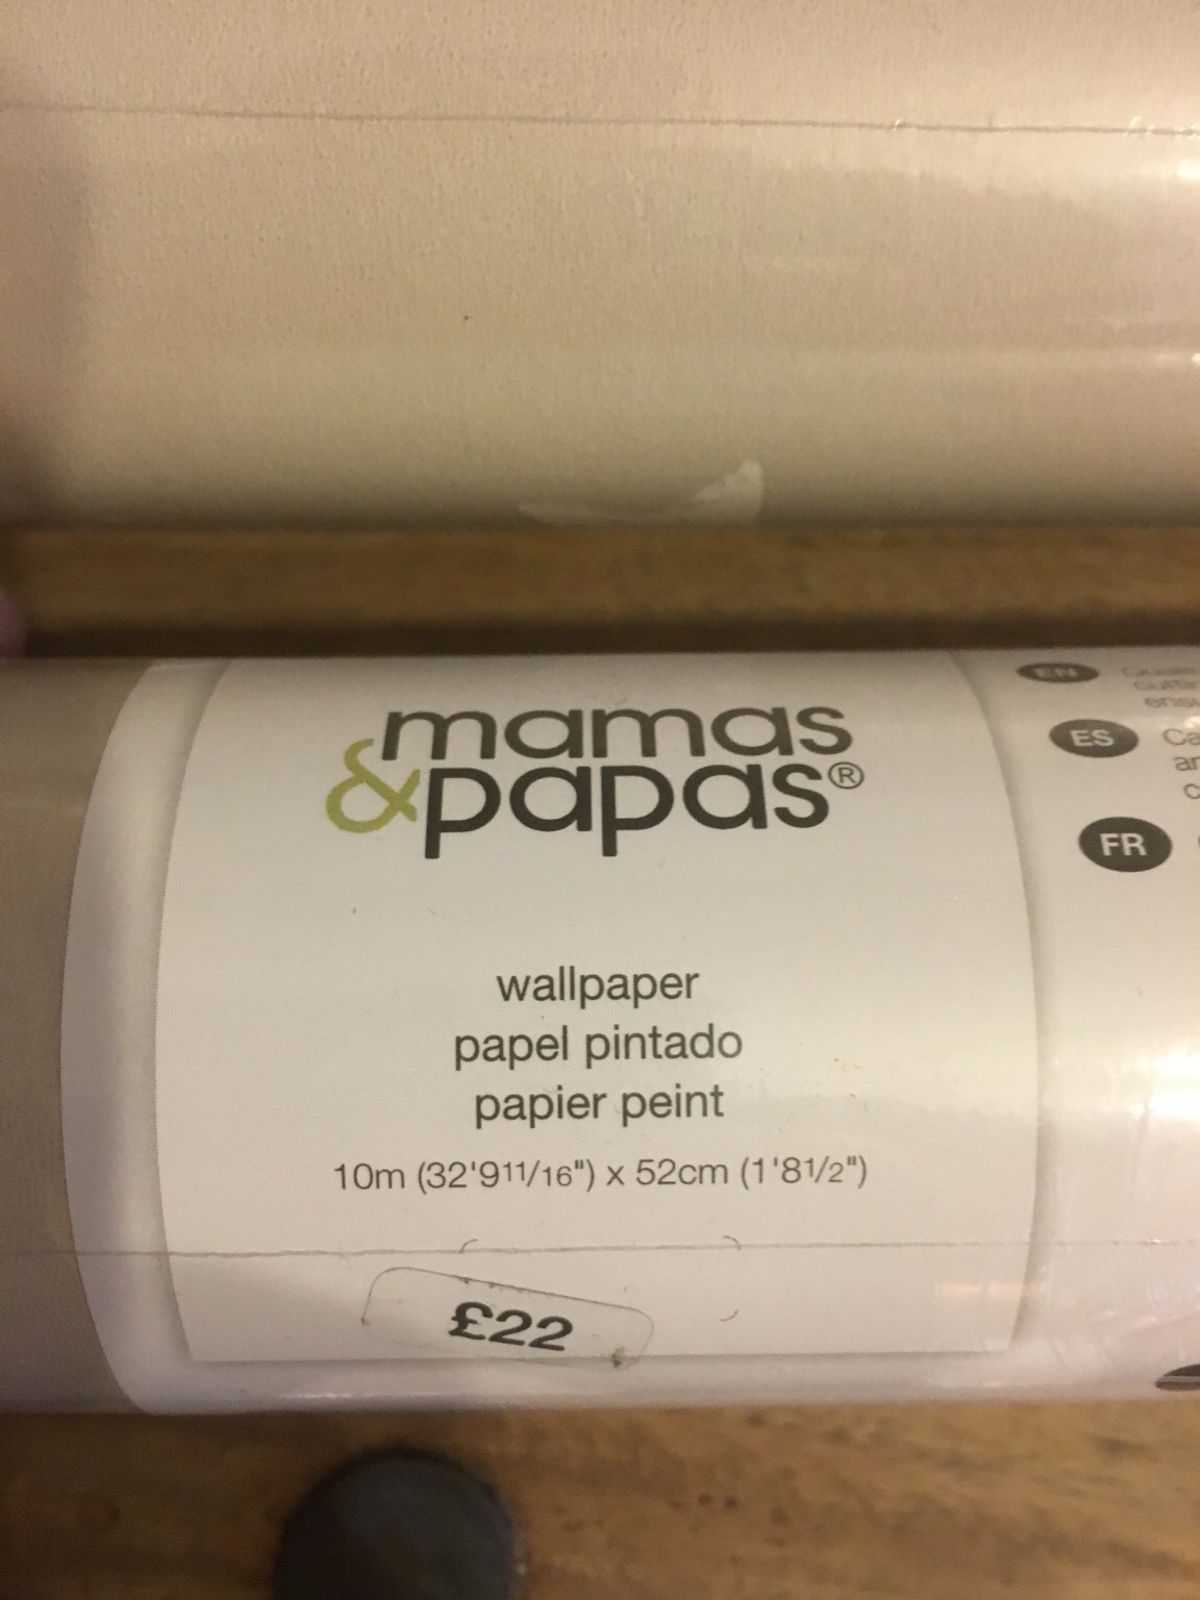 mamas
&papas®
wallpaper
papel pintado
papier peint
10m (32'911/16") x 52cm (1'81/2")
£22
EN
ES
FR